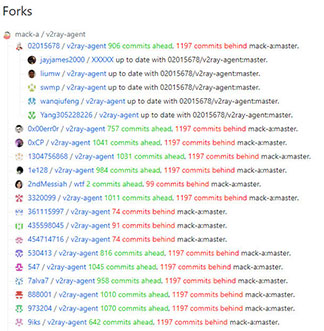 Forks
mack-a / v2ray-agent
02015678 / v2ray-agent 906 commits ahead, 1197 commits behind mack-a:master.
jayjames2000 / XXXXX up to date with 02015678/v2ray-agent:master.
liumw / v2ray-agent up to date with 02015678/v2ray-agent:master.
swmp / v2ray-agent up to date with 02015678/v2ray-agent:master.
wanqiufeng / v2ray-agent up to date with 02015678/v2ray-agent:master.
Yang305228226 / v2ray-agent up to date with 02015678/v2ray-agent:master.
0x00err0r / v2ray-agent 757 commits ahead, 1197 commits behind mack-a:master.
0xCP / v2ray-agent 1041 commits ahead, 1197 commits behind mack-a:master.
1304756868 / v2ray-agent 1031 commits ahead, 1197 commits behind mack-a:master.
1e128 / v2ray-agent 984 commits ahead, 1197 commits behind mack-a:master.
2ndMessiah / wtf 2 commits ahead, 99 commits behind mack-a:master.
3320099 / v2ray-agent 1011 commits ahead, 1197 commits behind mack-a:master.
361115997 / v2ray-agent 74 commits behind mack-a:master.
435598045 / v2ray-agent 91 commits behind mack-a:master.
454714716 / v2ray-agent 74 commits behind mack-a:master.
530413 / v2ray-agent 816 commits ahead, 1197 commits behind mack-a:master.
547 / v2ray-agent 1045 commits ahead, 1197 commits behind mack-a:master.
7alva7 / v2ray-agent 958 commits ahead, 1197 commits behind mack-a:master.
888001 / v2ray-agent 1010 commits ahead, 1197 commits behind mack-a:master.
973204 / v2ray-agent 1070 commits ahead, 1197 commits behind mack-a:master.
9iks / v2ray-agent 642 commits ahead, 1197 commits behind mack-a:master.